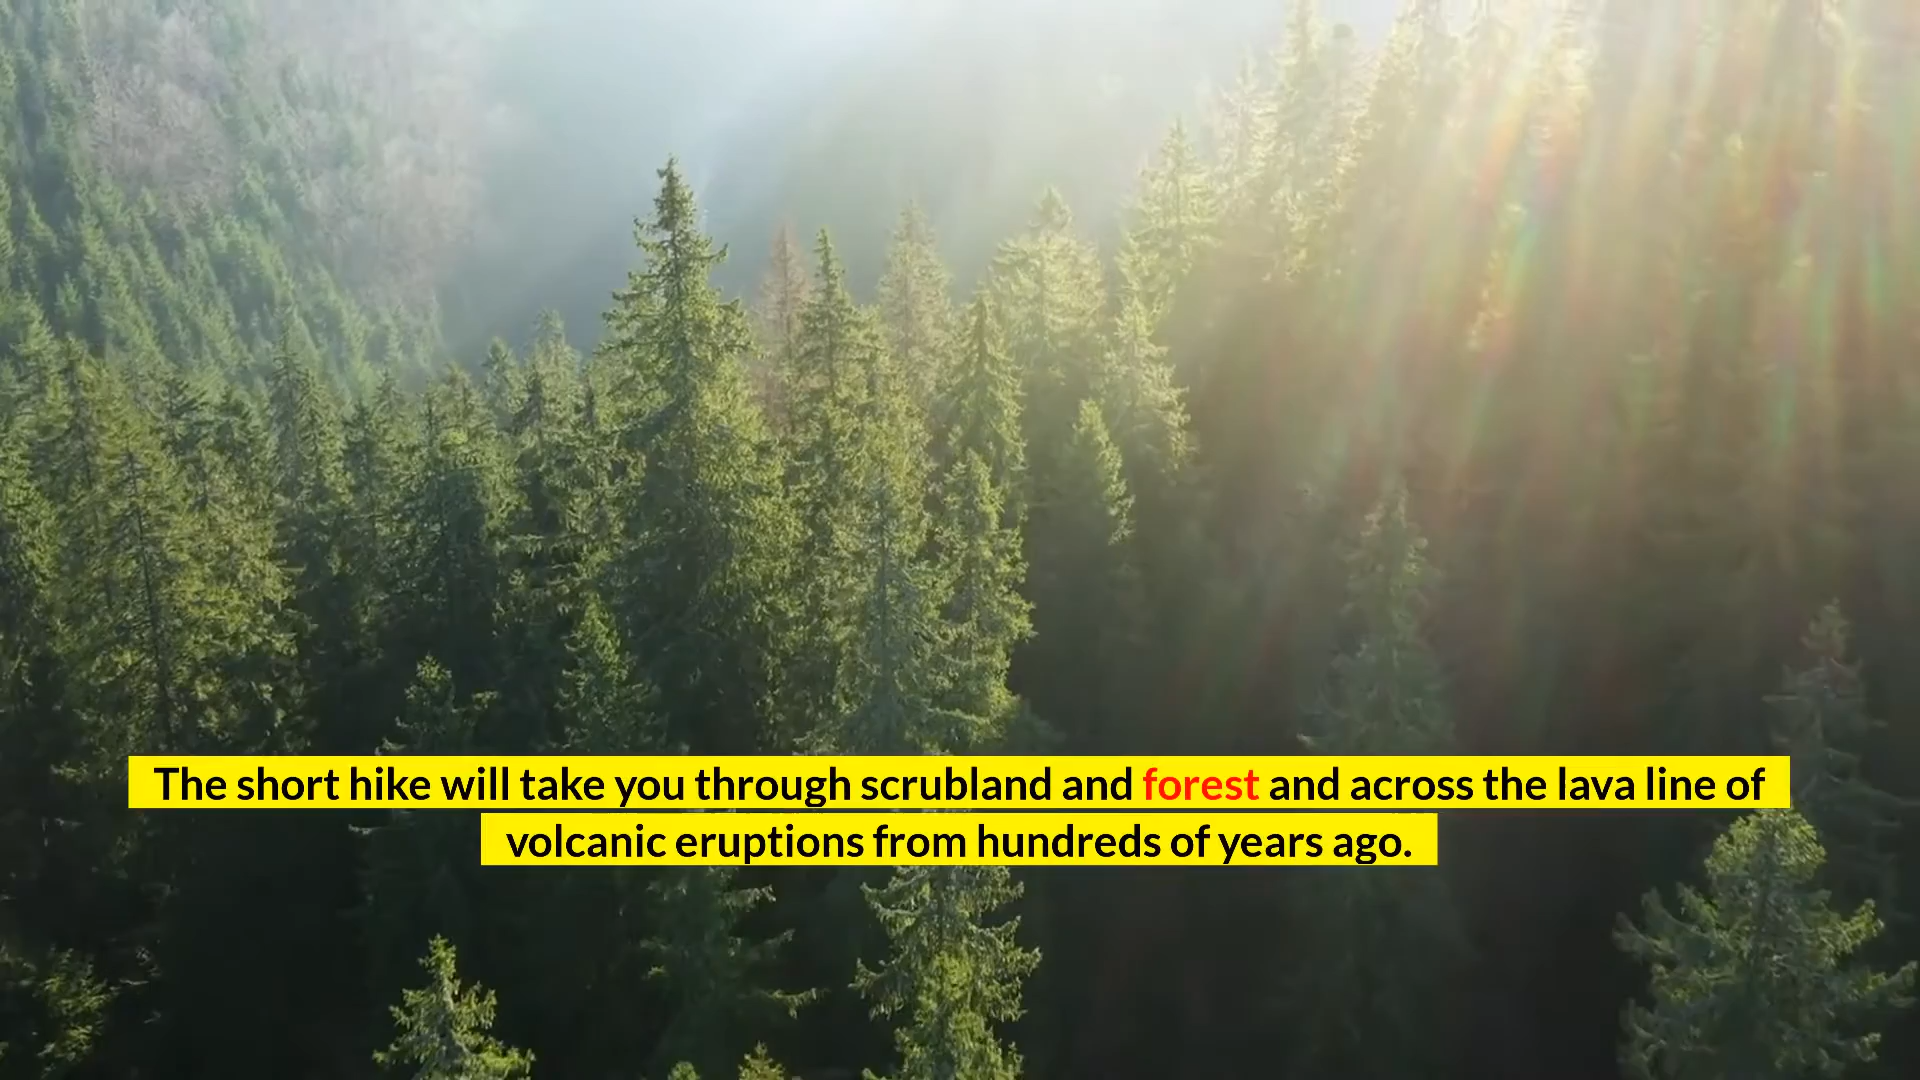 The short hike will take you through scrubland and forest and across the lava line of
volcanic eruptions from hundreds of years ago.